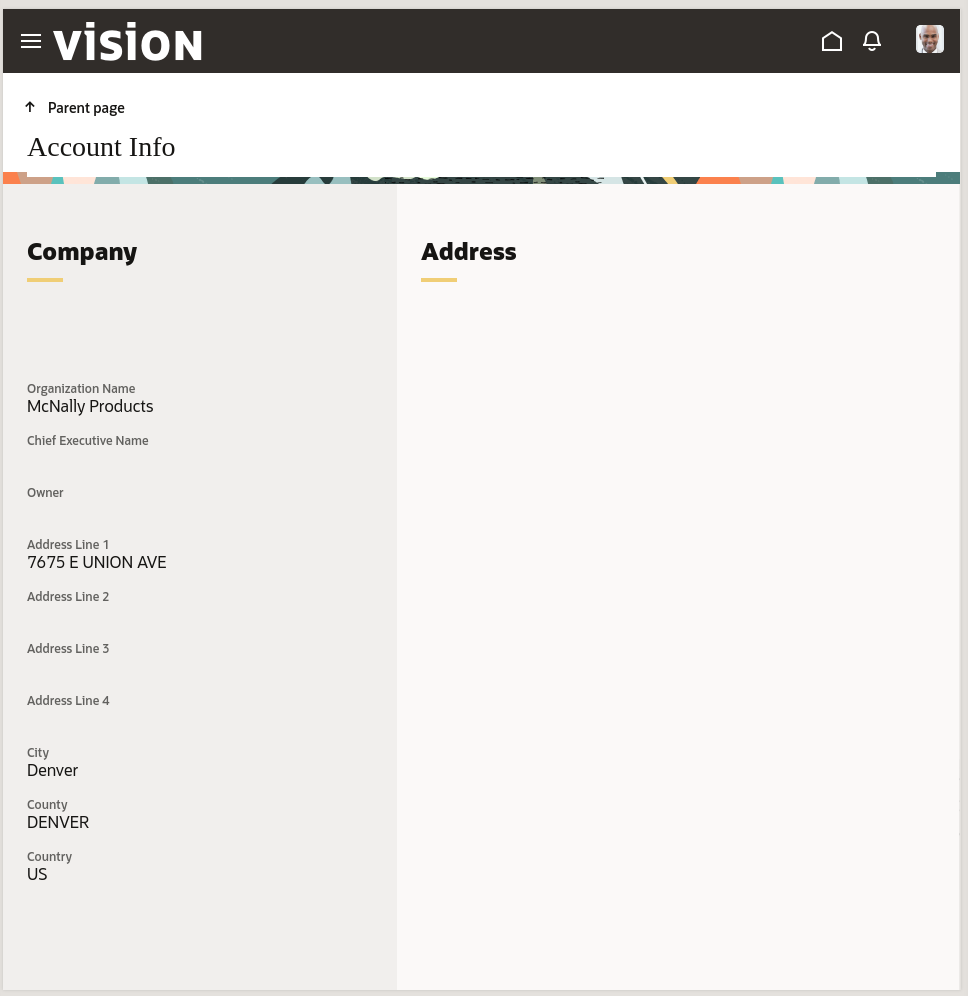 vision
Parent page
Account Info
Company
Address
Organization Name
McNally Products
Chief Executive Name
Owner
Address Line 1
7675 E UNION AVE
Address Line 2
Address Line 3
Address Line 4
City
Denver
County
DENVER
Country
US